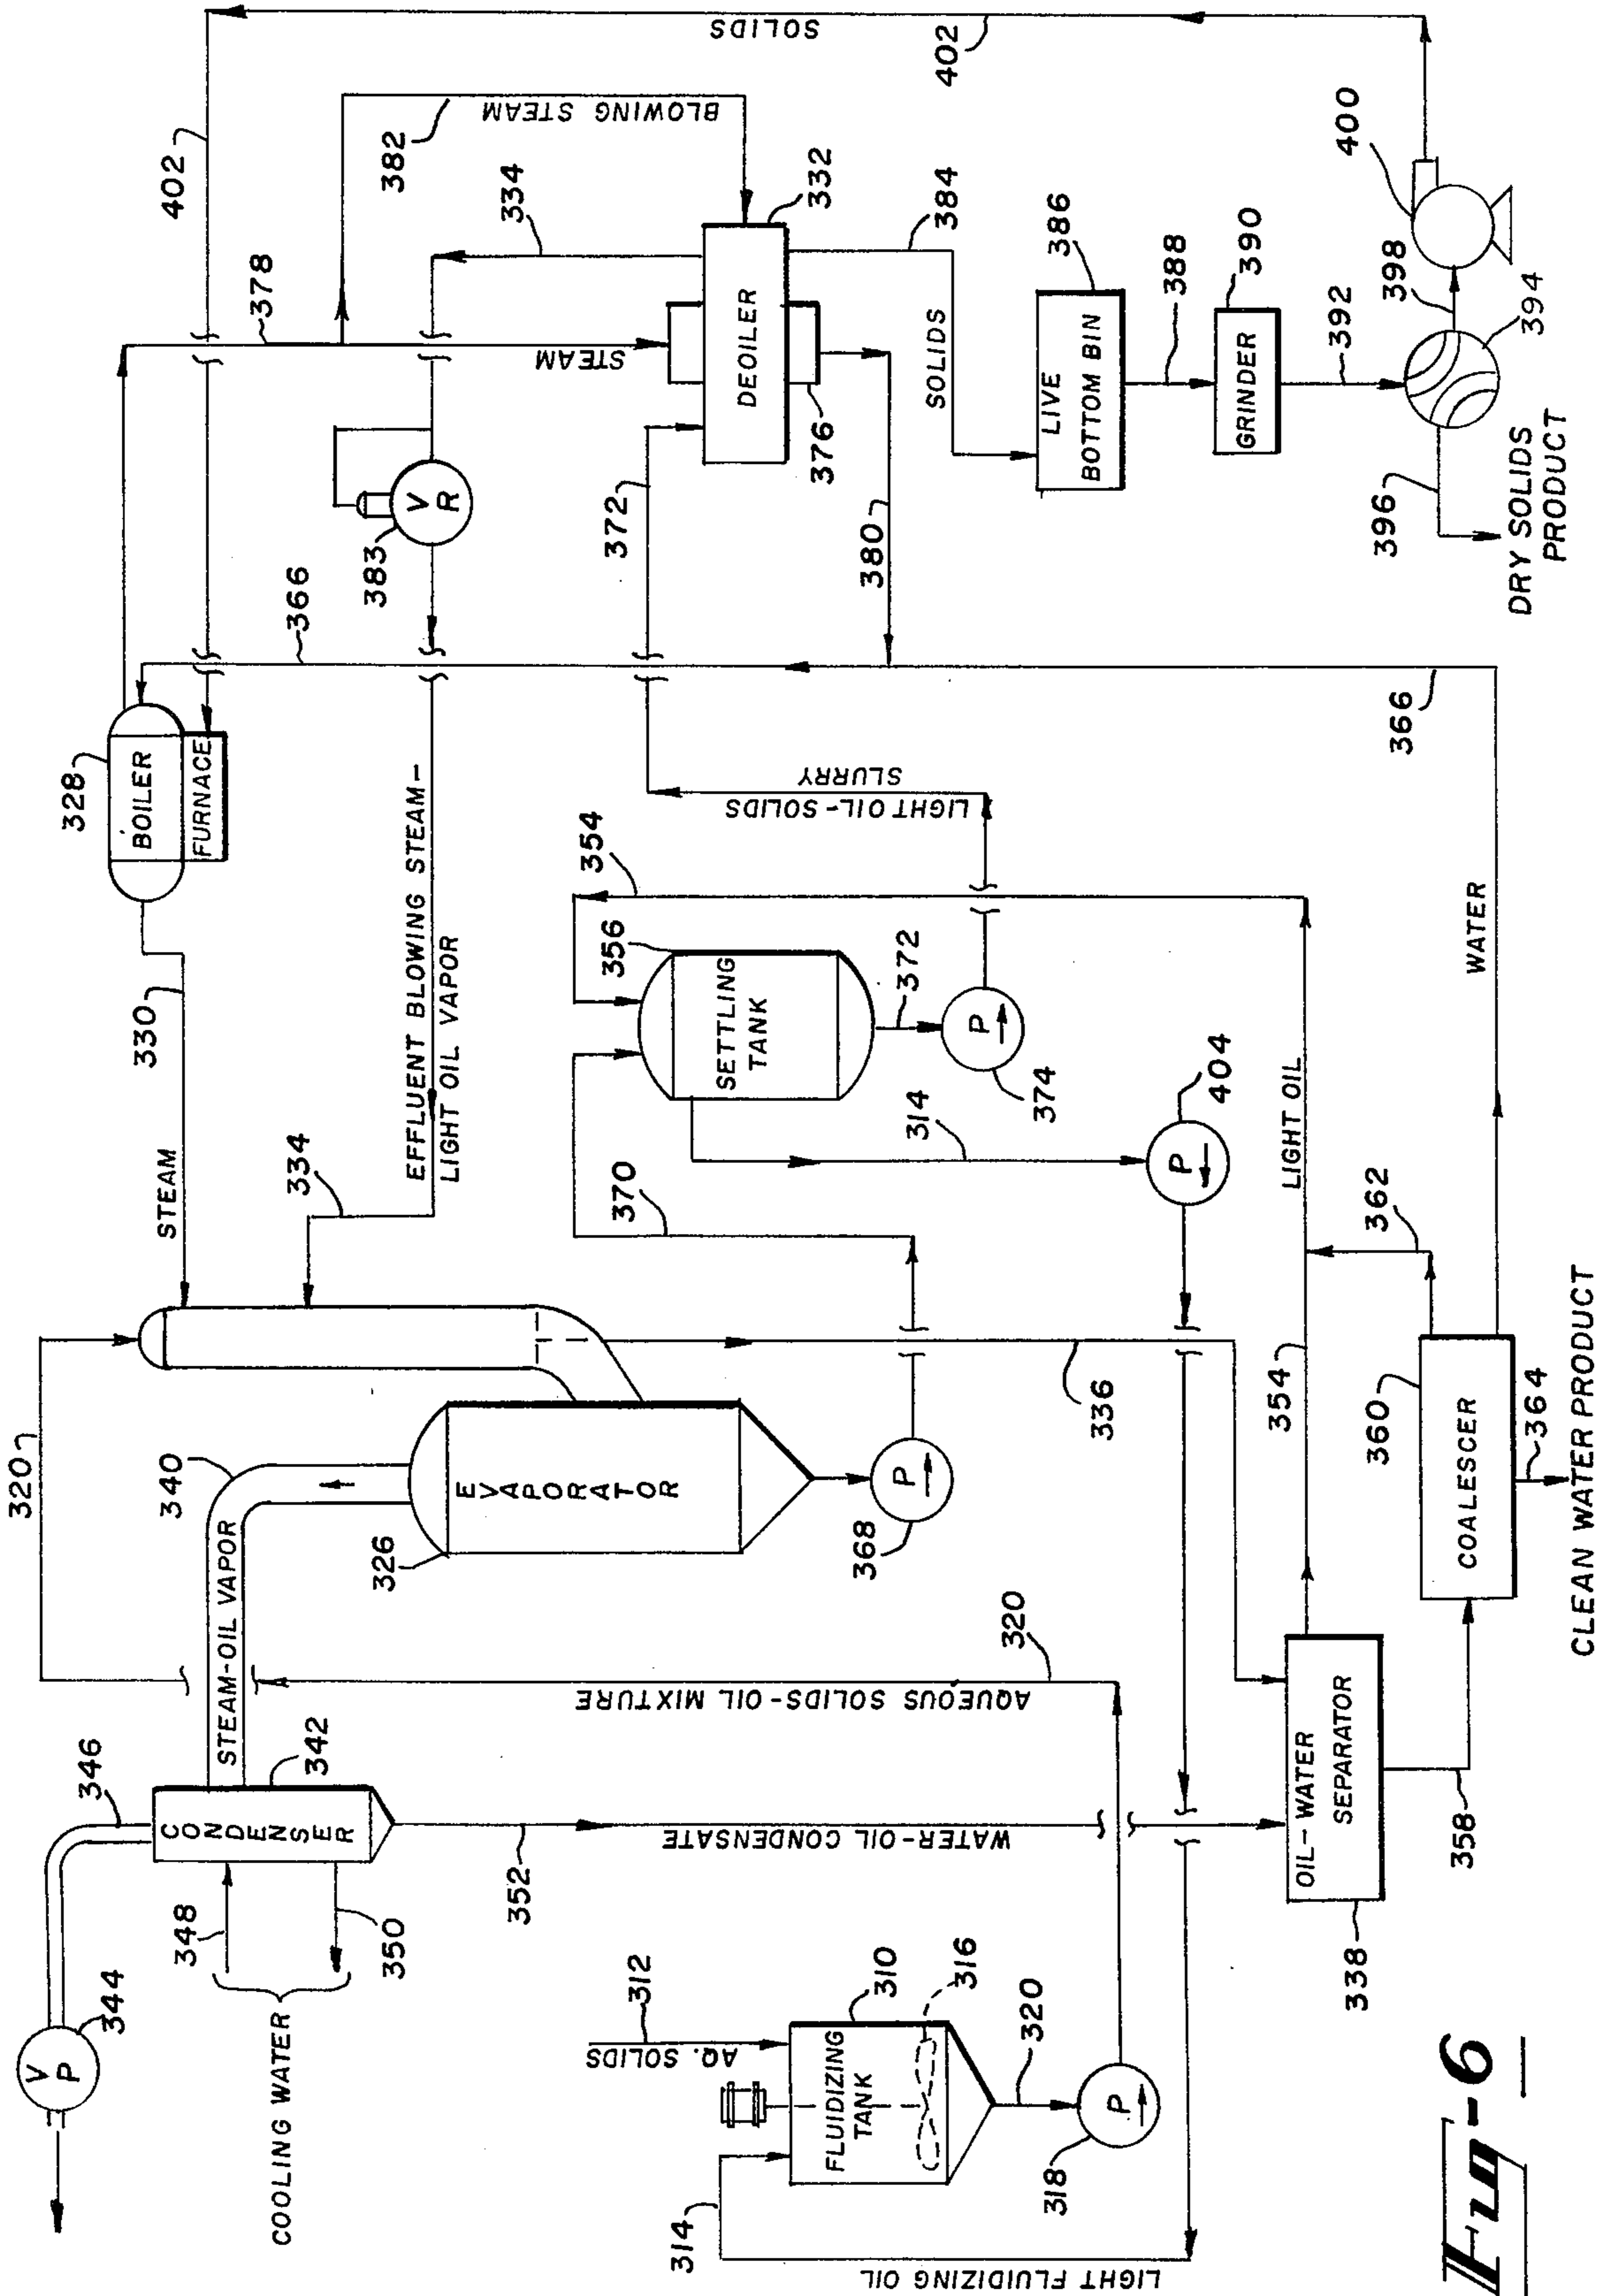 320
346
344
V
P
340
STEAM-OIL VAPOR
342
CONDENSER
348
350
COOLING WATER
352
WATER-OIL CONDENSATE
AQUEOUS SOLIDS-OIL MIXTURE
320
STEAM
330
334
328
BOILER
FURNACE
366
378
402
SOLIDS
402
EVAPORATOR
326
P
368
370
336
EFFLUENT BLOWING STEAM-
LIGHT OIL VAPOR
V
R
383
334
382
BLOWING STEAM
STEAM
DEOILER
332
376
372
380
384
SOLIDS
354
356
SETTLING
TANK
372
P
374
314
P
404
LIGHT OIL-SOLIDS
SLURRY
LIVE
BOTTOM BIN
386
388
GRINDER
390
392
394
398
400
396
DRY SOLIDS
PRODUCT
312
AQ. SOLIDS
310
316
FLUIDIZING
TANK
320
P
318
314
LIGHT FLUIDIZING OIL
OIL-WATER
SEPARATOR
338
358
354
LIGHT OIL
362
360
COALESCER
364
CLEAN WATER PRODUCT
WATER
366
Fig-6